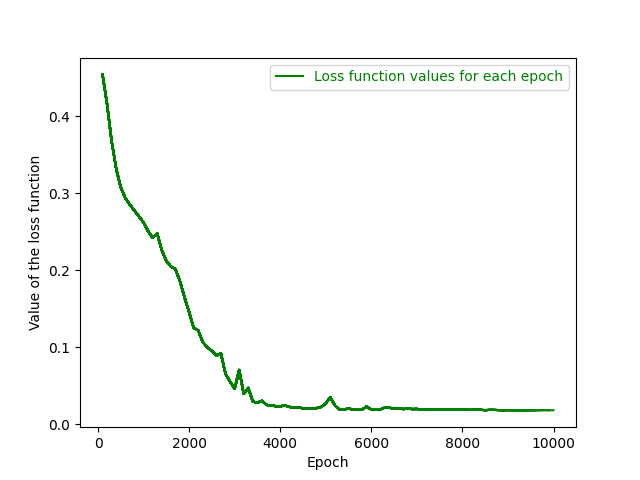 Loss function values for each epoch
Value of the loss function
0.4
0.3
0.2
0.1
0.0
0 2000 4000 6000 8000 10000
Epoch